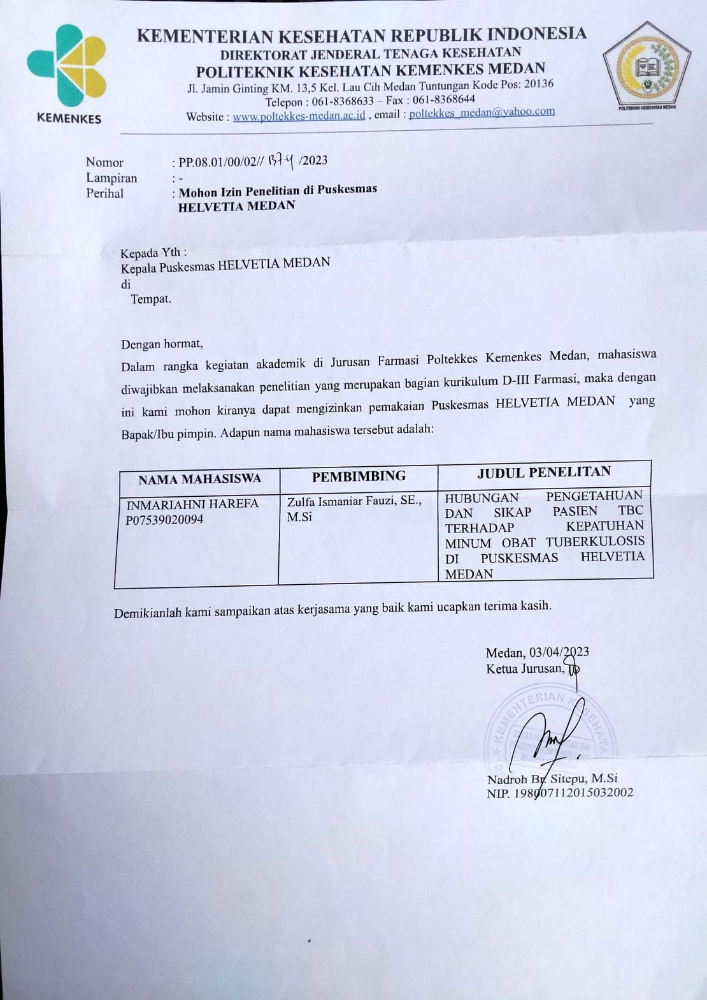 KEMENTERIAN KESEHATAN REPUBLIK INDONESIA
DIREKTORAT JENDERAL TENAGA KESEHATAN
POLITEKNIK KESEHATAN KEMENKES MEDAN
Jl. Jamin Ginting KM. 13,5 Kel. Lau Cih Medan Tuntungan Kode Pos: 20136
Telepon : 061-8368633 – Fax : 061-8368644
Website : www.poltekkes-medan.ac.id , email : poltekkes_medan@yahoo.com
KEMENKES
POLITEKNIK KESEHATAN MEDAN
Nomor : PP.08.01/00/02// 1374 /2023
Lampiran : -
Perihal : Mohon Izin Penelitian di Puskesmas
HELVETIA MEDAN
Kepada Yth :
Kepala Puskesmas HELVETIA MEDAN
di
Tempat.
Dengan hormat,
Dalam rangka kegiatan akademik di Jurusan Farmasi Poltekkes Kemenkes Medan, mahasiswa
diwajibkan melaksanakan penelitian yang merupakan bagian kurikulum D-III Farmasi, maka dengan
ini kami mohon kiranya dapat mengizinkan pemakaian Puskesmas HELVETIA MEDAN yang
Bapak/Ibu pimpin. Adapun nama mahasiswa tersebut adalah:
NAMA MAHASISWA PEMBIMBING JUDUL PENELITAN
INMARIAHNI HAREFA
P07539020094
Zulfa Ismaniar Fauzi, SE.,
M.Si
HUBUNGAN PENGETAHUAN
DAN SIKAP PASIEN TBC
TERHADAP KEPATUHAN
MINUM OBAT TUBERKULOSIS
DI PUSKESMAS HELVETIA
MEDAN
Demikianlah kami sampaikan atas kerjasama yang baik kami ucapkan terima kasih.
Medan, 03/04/2023
Ketua Jurusan,
KEMENTERIAN KESEHATA
Nadroh Br. Sitepu, M.Si
NIP. 198007112015032002